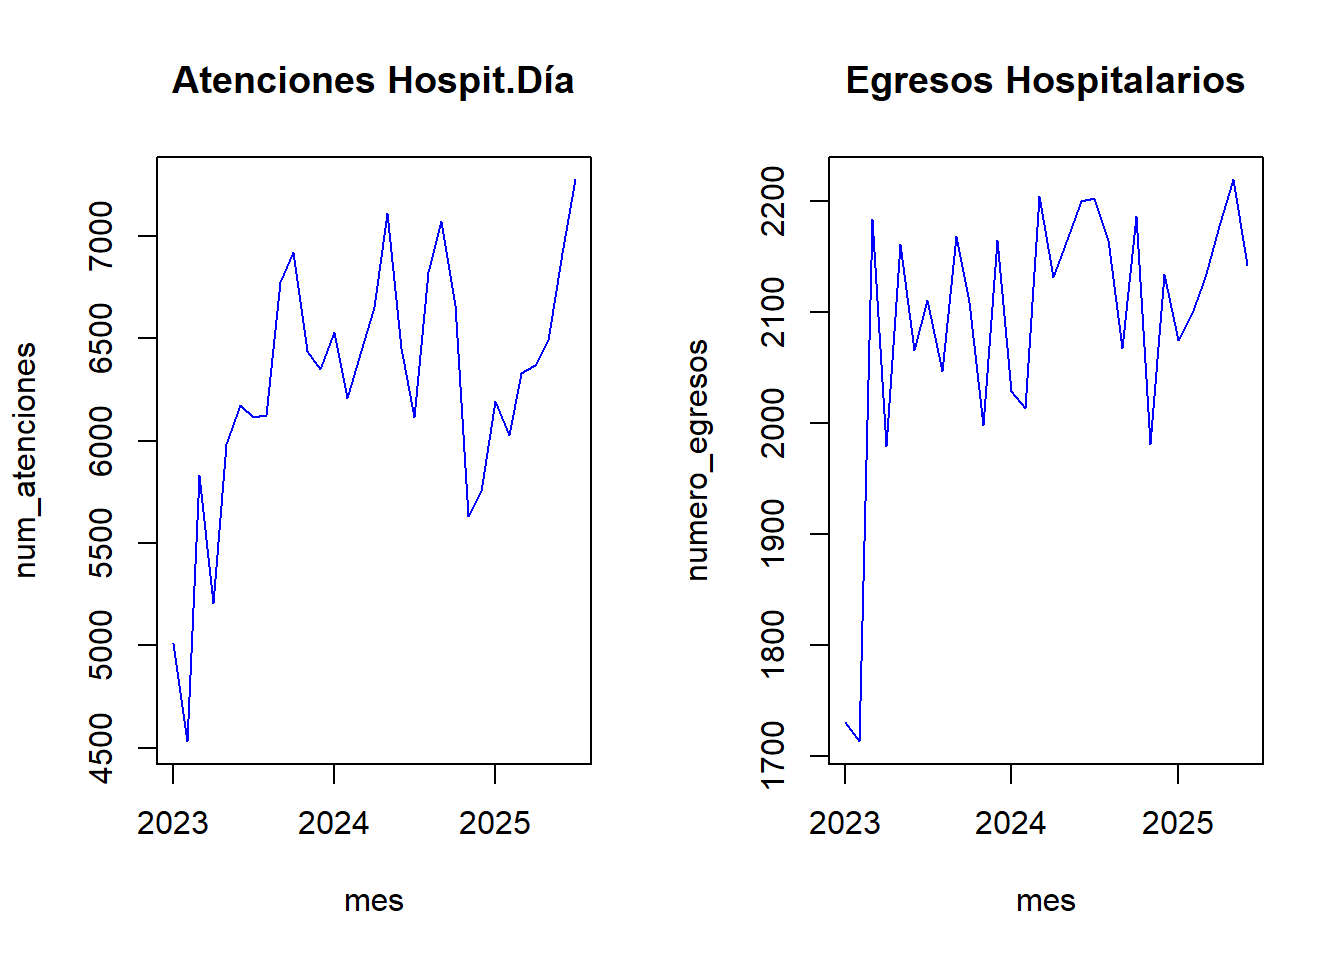 Atenciones Hospit.Día
num_atenciones
7000
6500
6000
5500
5000
4500
2023 2024 2025
mes
Egresos Hospitalarios
numero_egresos
2200
2100
2000
1900
1800
1700
2023 2024 2025
mes